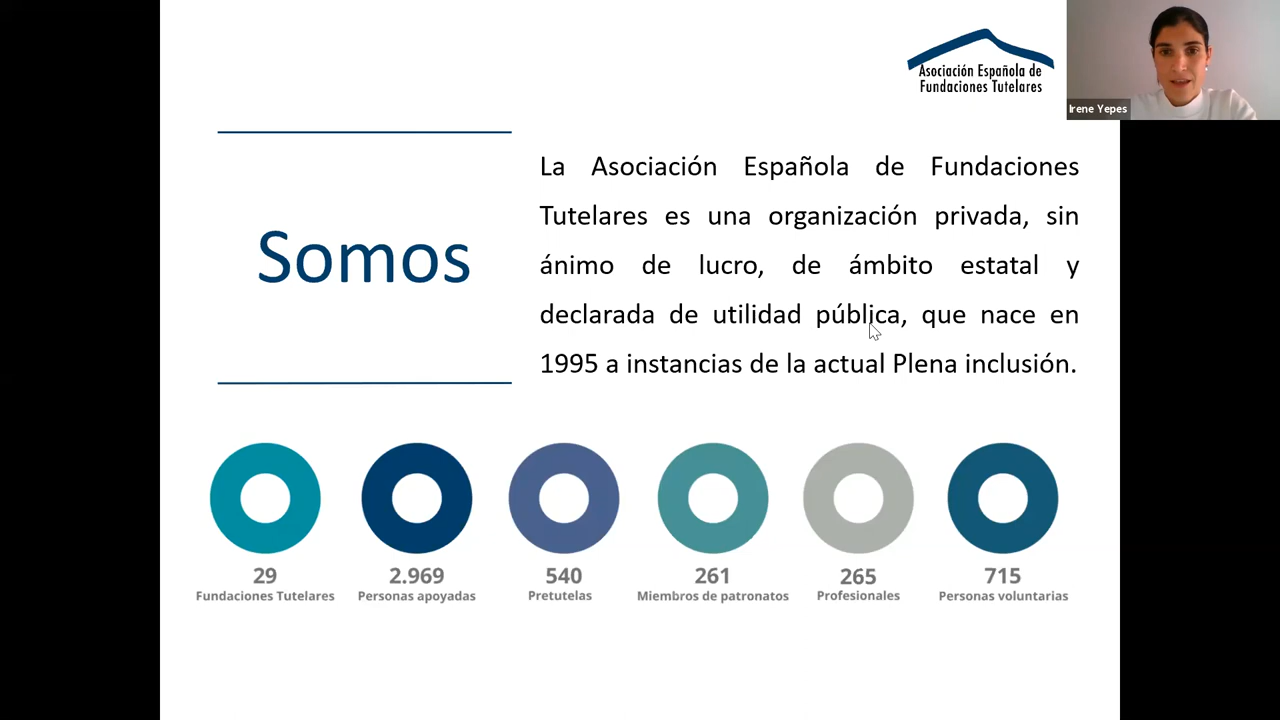 Asociación Española de
Fundaciones Tutelares
Irene Yepes
Somos
La Asociación Española de Fundaciones
Tutelares es una organización privada, sin
ánimo de lucro, de ámbito estatal y
declarada de utilidad pública, que nace en
1995 a instancias de la actual Plena inclusión.
29
Fundaciones Tutelares
2.969
Personas apoyadas
540
Pretutelas
261
Miembros de patronatos
265
Profesionales
715
Personas voluntarias